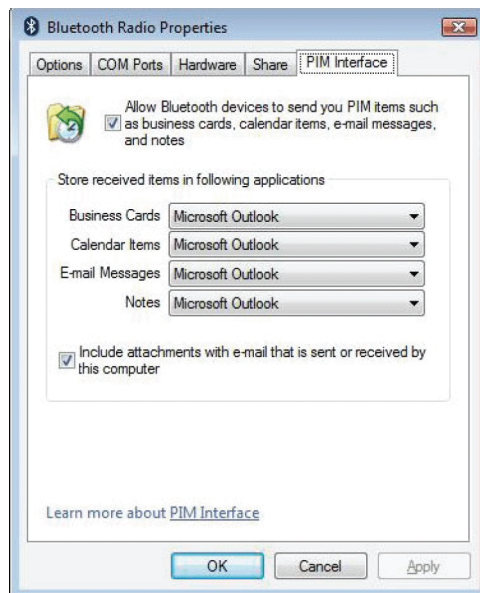 Bluetooth Radio Properties
Options COM Ports Hardware Share PIM Interface
Allow Bluetooth devices to send you PIM items such
as business cards, calendar items, e-mail messages,
and notes
Store received items in following applications
Business Cards Microsoft Outlook
Calendar Items Microsoft Outlook
E-mail Messages Microsoft Outlook
Notes Microsoft Outlook
Include attachments with e-mail that is sent or received by
this computer
Learn more about PIM Interface
OK Cancel Apply